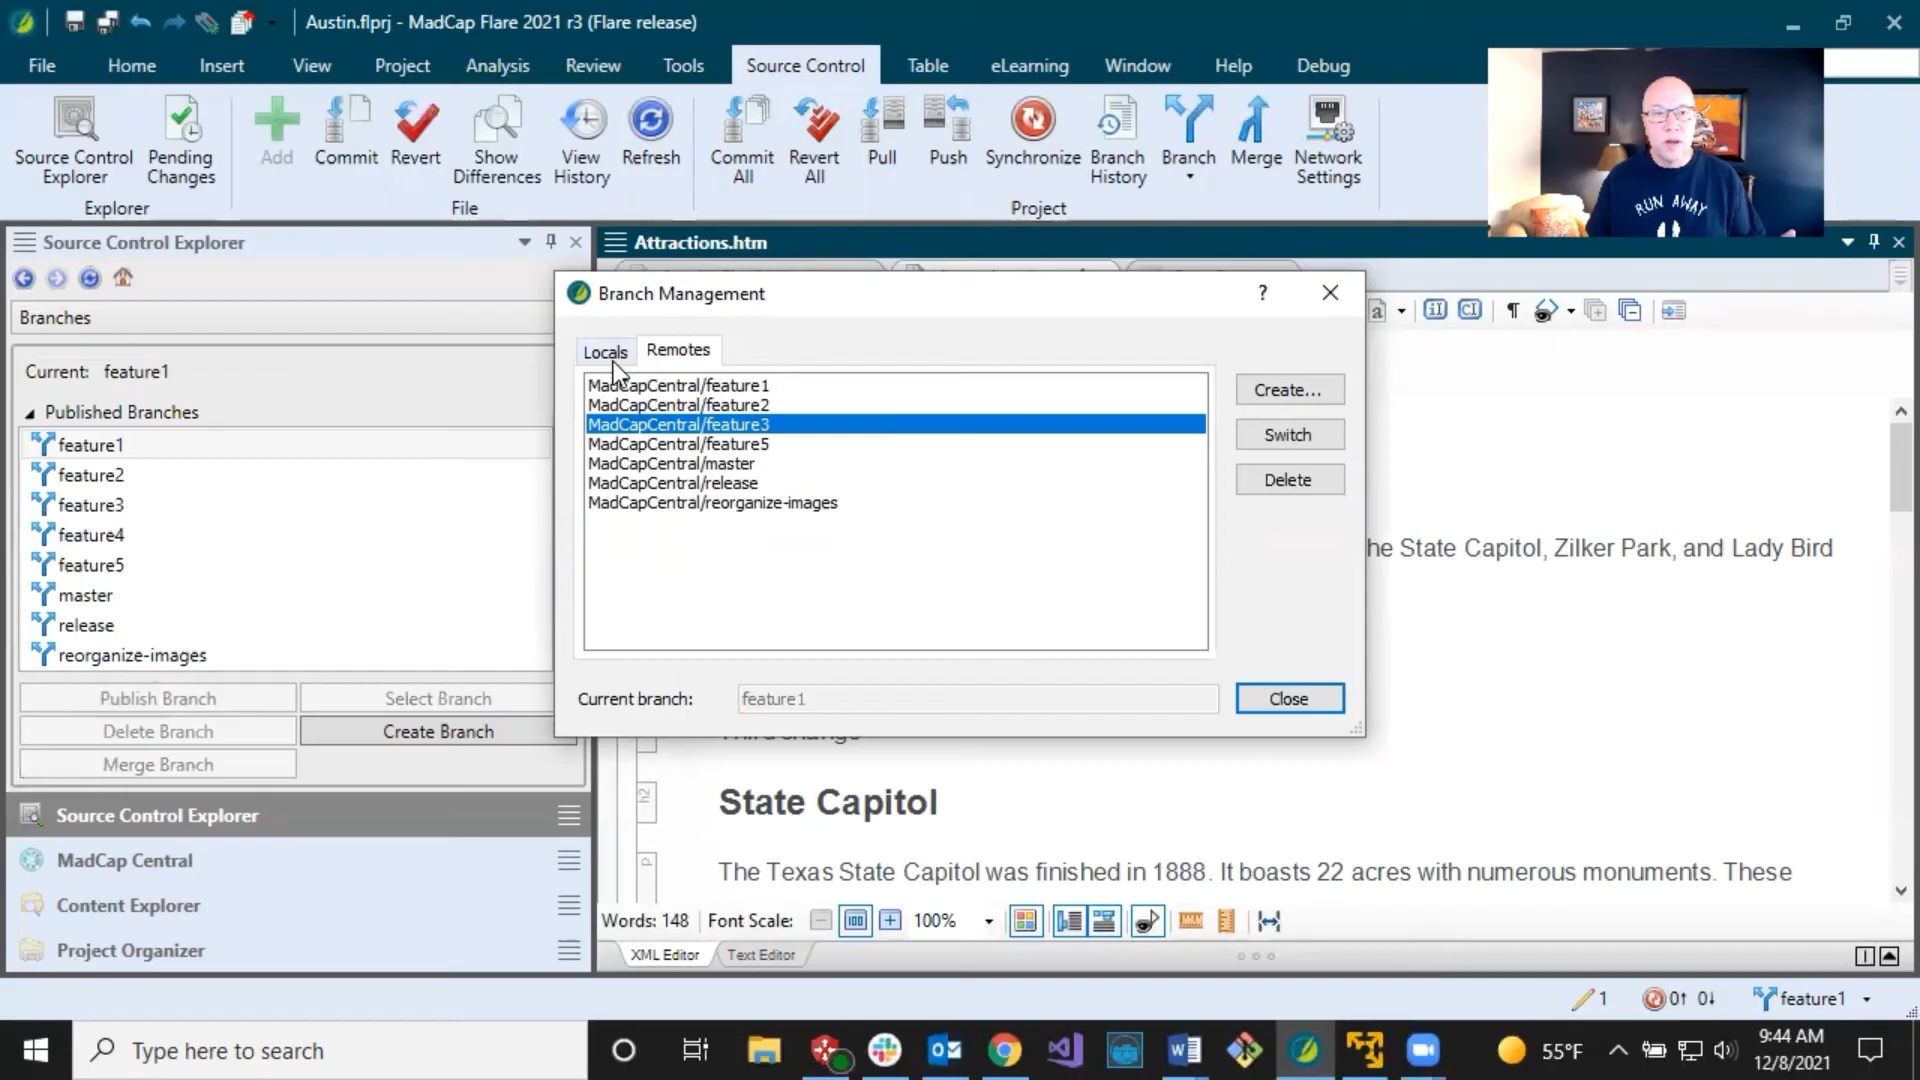 Austin.flprj - MadCap Flare 2021 r3 (Flare release)
File Home Insert View Project Analysis Review Tools Source Control Table eLearning Window Help Debug
Source Control Explorer
Pending Changes
Add
Commit
Revert
Show Differences
View History
Refresh
Commit All
Revert All
Pull
Push
Synchronize
Branch History
Branch
Merge
Network Settings
Explorer
File
Project
RUN AWAY
Source Control Explorer
Attractions.htm
Branches
Current: feature1
Published Branches
feature1
feature2
feature3
feature4
feature5
master
release
reorganize-images
Publish Branch
Select Branch
Delete Branch
Create Branch
Merge Branch
Source Control Explorer
MadCap Central
Content Explorer
Project Organizer
Branch Management
?
Locals
Remotes
MadCapCentral/feature1
MadCapCentral/feature2
MadCapCentral/feature3
MadCapCentral/feature5
MadCapCentral/master
MadCapCentral/release
MadCapCentral/reorganize-images
Create...
Switch
Delete
Current branch: feature1
Close
he State Capitol, Zilker Park, and Lady Bird
Third change
h2
State Capitol
p
The Texas State Capitol was finished in 1888. It boasts 22 acres with numerous monuments. These
Words: 148 Font Scale: 100%
XML Editor
Text Editor
1
0 0
feature1
Type here to search
55°F
9:44 AM
12/8/2021